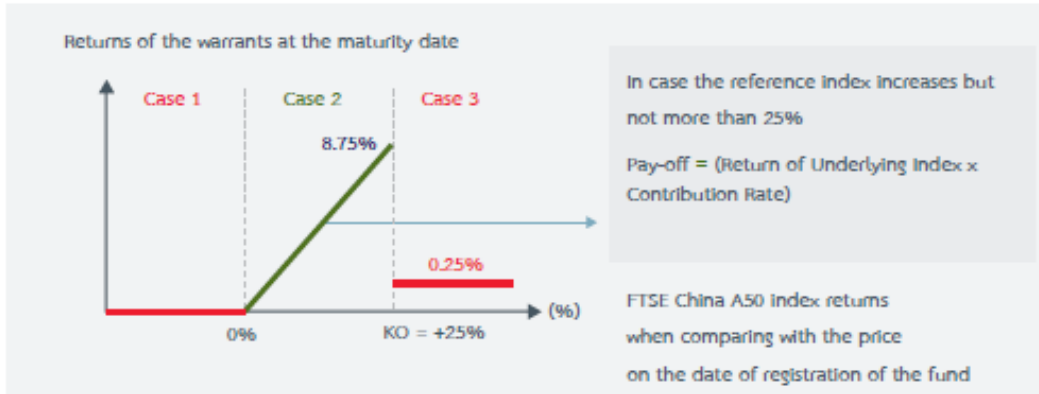 Returns of the warrants at the maturity date
Case 1
Case 2
Case 3
8.75%
0.25%
(%)
0%
KO = +25%
In case the reference index increases but
not more than 25%
Pay-off = (Return of Underlying Index x
Contribution Rate)
FTSE China A50 Index returns
when comparing with the price
on the date of registration of the fund